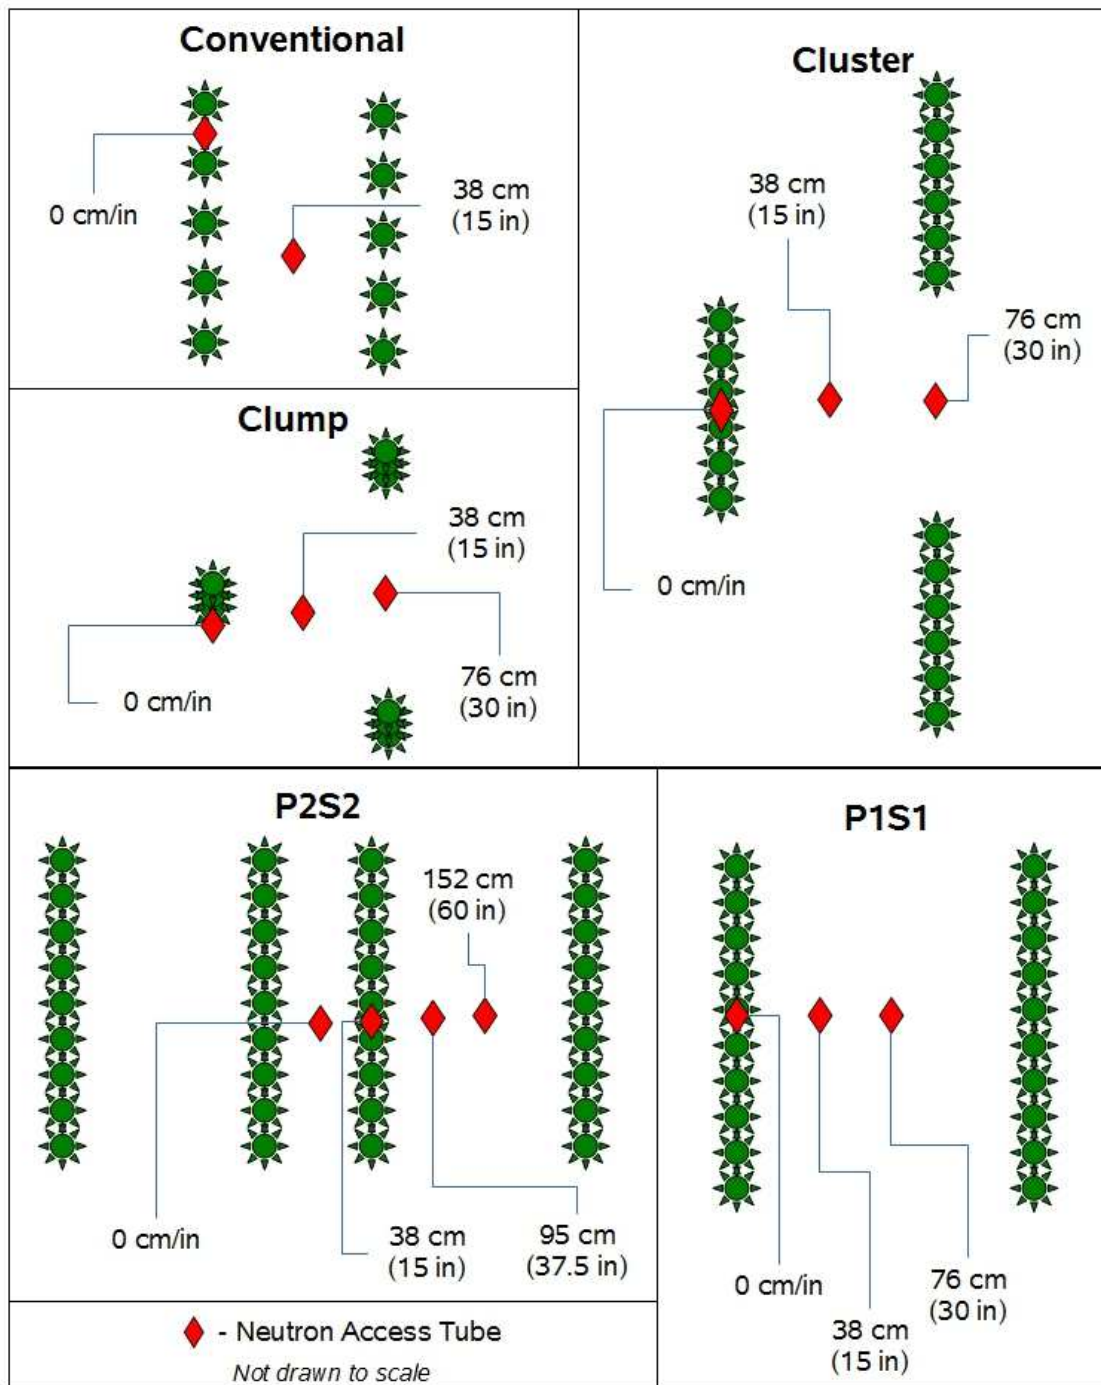 Conventional
0 cm/in
38 cm
(15 in)
Cluster
38 cm
(15 in)
76 cm
(30 in)
0 cm/in
Clump
38 cm
(15 in)
0 cm/in
76 cm
(30 in)
P2S2
152 cm
(60 in)
0 cm/in
38 cm
(15 in)
95 cm
(37.5 in)
P1S1
0 cm/in
38 cm
(15 in)
76 cm
(30 in)
- Neutron Access Tube
Not drawn to scale